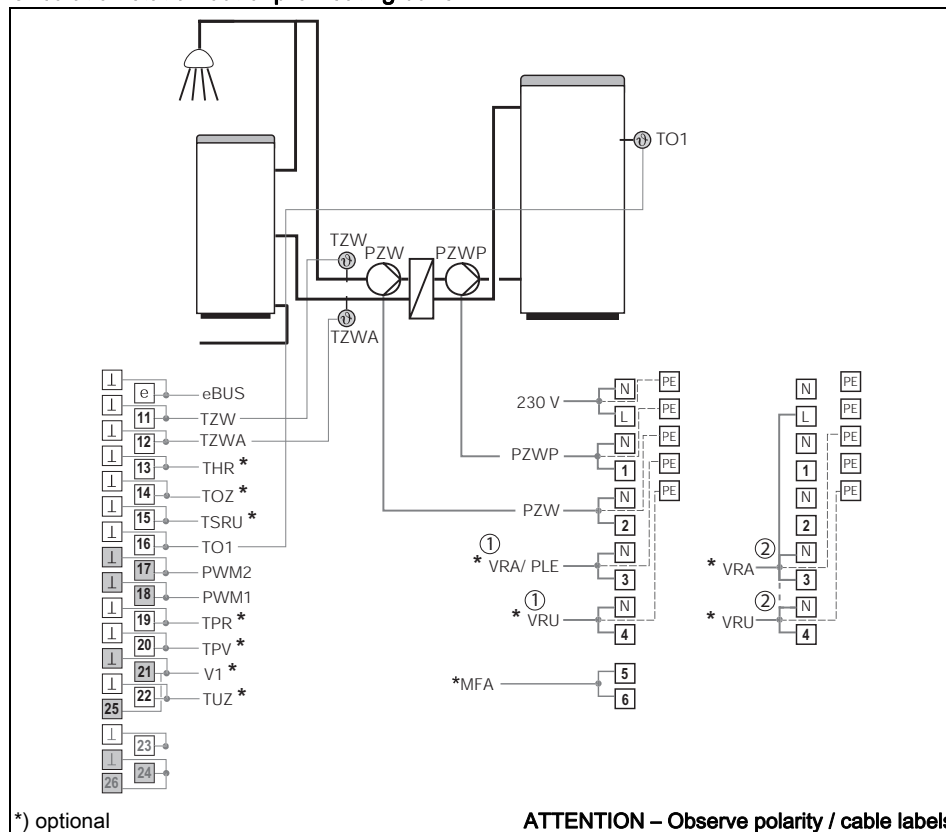 TO1
TZW
PZW
PZWP
TZWA
⊥
e
eBUS
⊥
11
TZW
⊥
12
TZWA
⊥
13
THR *
⊥
14
TOZ *
⊥
15
TSRU *
⊥
16
TO1
⊥
17
PWM2
⊥
18
PWM1
⊥
19
TPR *
⊥
20
TPV *
⊥
21
V1 *
⊥
22
TUZ *
25
⊥
23
⊥
24
26
230 V
N
PE
L
PE
PZWP
N
PE
1
PE
PZW
N
PE
2
①
* VRA/ PLE
N
3
①
* VRU
N
4
*MFA
5
6
N
PE
L
PE
N
PE
1
PE
N
PE
2
②
* VRA
N
3
②
* VRU
N
4
*) optional
ATTENTION – Observe polarity / cable labels